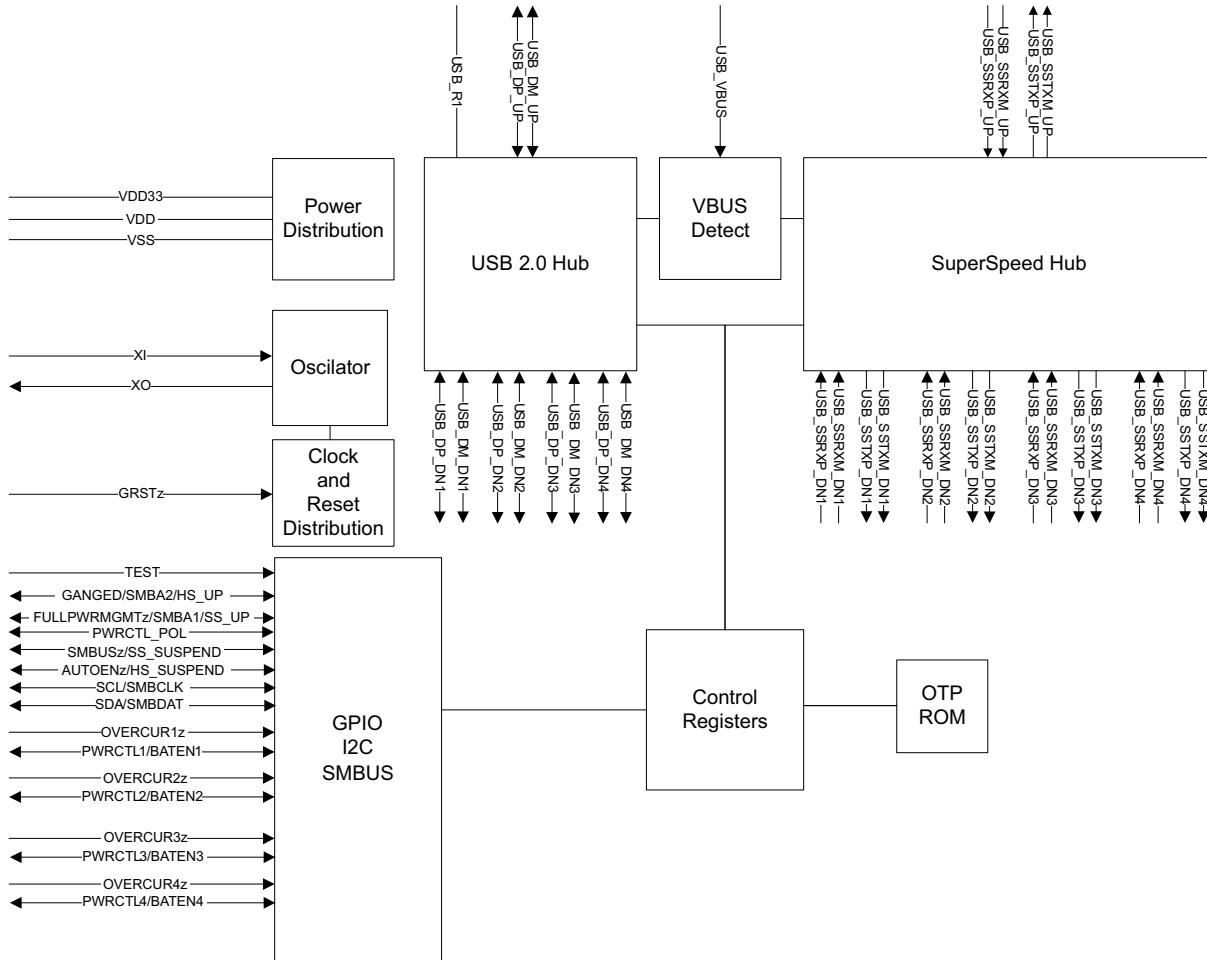 USB_R1
USB_DP_UP
USB_DM_UP
USB_VBUS
USB_SSRXP_UP
USB_SSRXM_UP
USB_SSTXP_UP
USB_SSTXM_UP
VDD33
VDD
VSS
Power
Distribution
USB 2.0 Hub
VBUS
Detect
SuperSpeed Hub
XI
XO
Oscilator
GRSTz
Clock
and
Reset
Distribution
USB_DP_DN1
USB_DM_DN1
USB_DP_DN2
USB_DM_DN2
USB_DP_DN3
USB_DM_DN3
USB_DP_DN4
USB_DM_DN4
USB_SSRXP_DN1
USB_SSRXM_DN1
USB_SSTXP_DN1
USB_SSTXM_DN1
USB_SSRXP_DN2
USB_SSRXM_DN2
USB_SSTXP_DN2
USB_SSTXM_DN2
USB_SSRXP_DN3
USB_SSRXM_DN3
USB_SSTXP_DN3
USB_SSTXM_DN3
USB_SSRXP_DN4
USB_SSRXM_DN4
USB_SSTXP_DN4
USB_SSTXM_DN4
TEST
GANGED/SMBA2/HS_UP
FULLPWRMGMTz/SMBA1/SS_UP
PWRCTL_POL
SMBUSz/SS_SUSPEND
AUTOENz/HS_SUSPEND
SCL/SMBCLK
SDA/SMBDAT
OVERCUR1z
PWRCTL1/BATEN1
OVERCUR2z
PWRCTL2/BATEN2
OVERCUR3z
PWRCTL3/BATEN3
OVERCUR4z
PWRCTL4/BATEN4
GPIO
I2C
SMBUS
Control
Registers
OTP
ROM